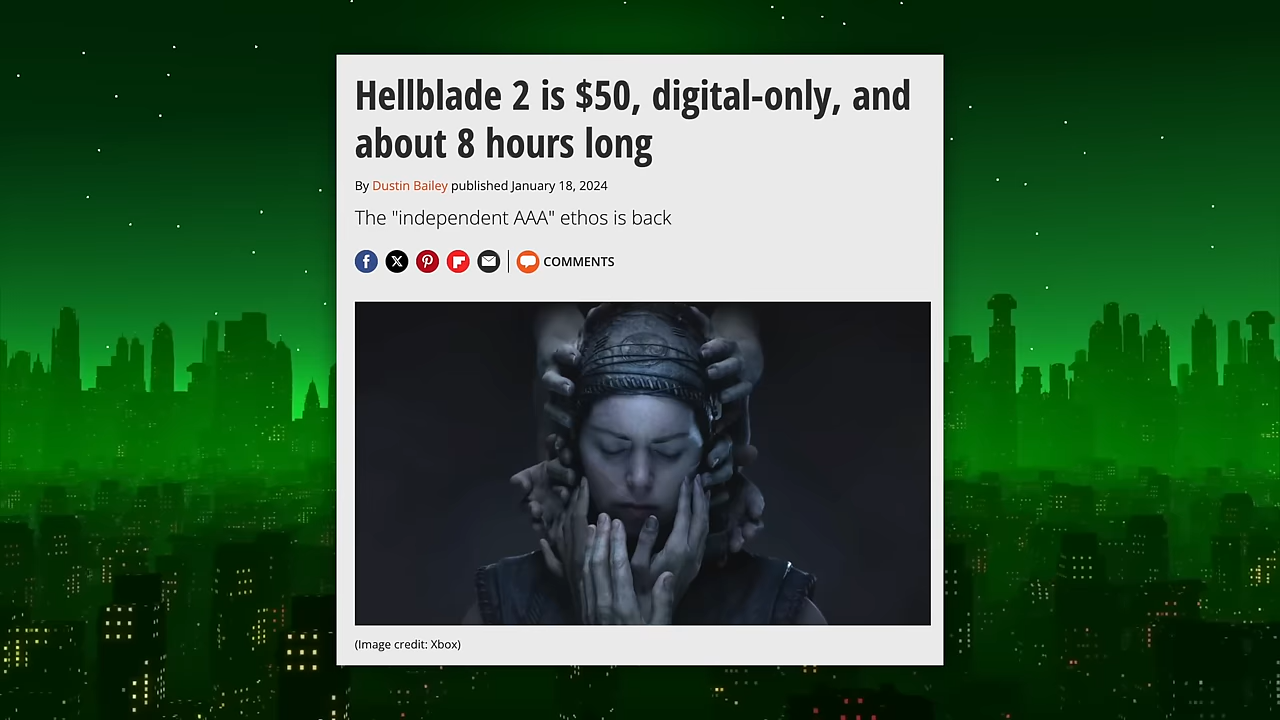 Hellblade 2 is $50, digital-only, and
about 8 hours long
By Dustin Bailey published January 18, 2024
The "independent AAA" ethos is back
COMMENTS
(Image credit: Xbox)